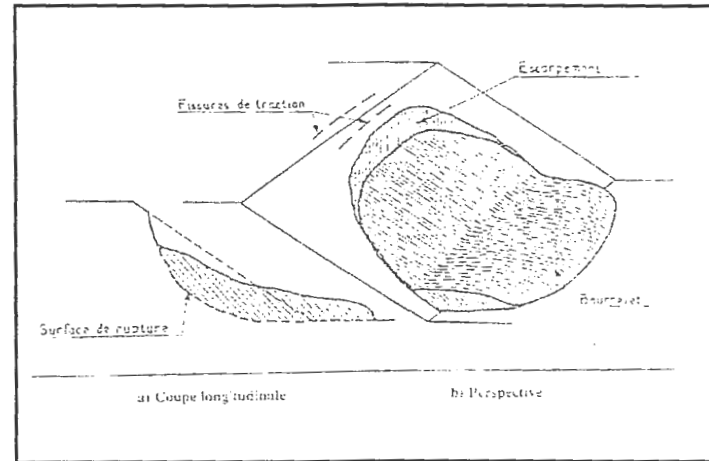 Escarpement
Fissures de traction
Bourrelet
Surface de rupture
a) Coupe longitudinale
b) Perspective